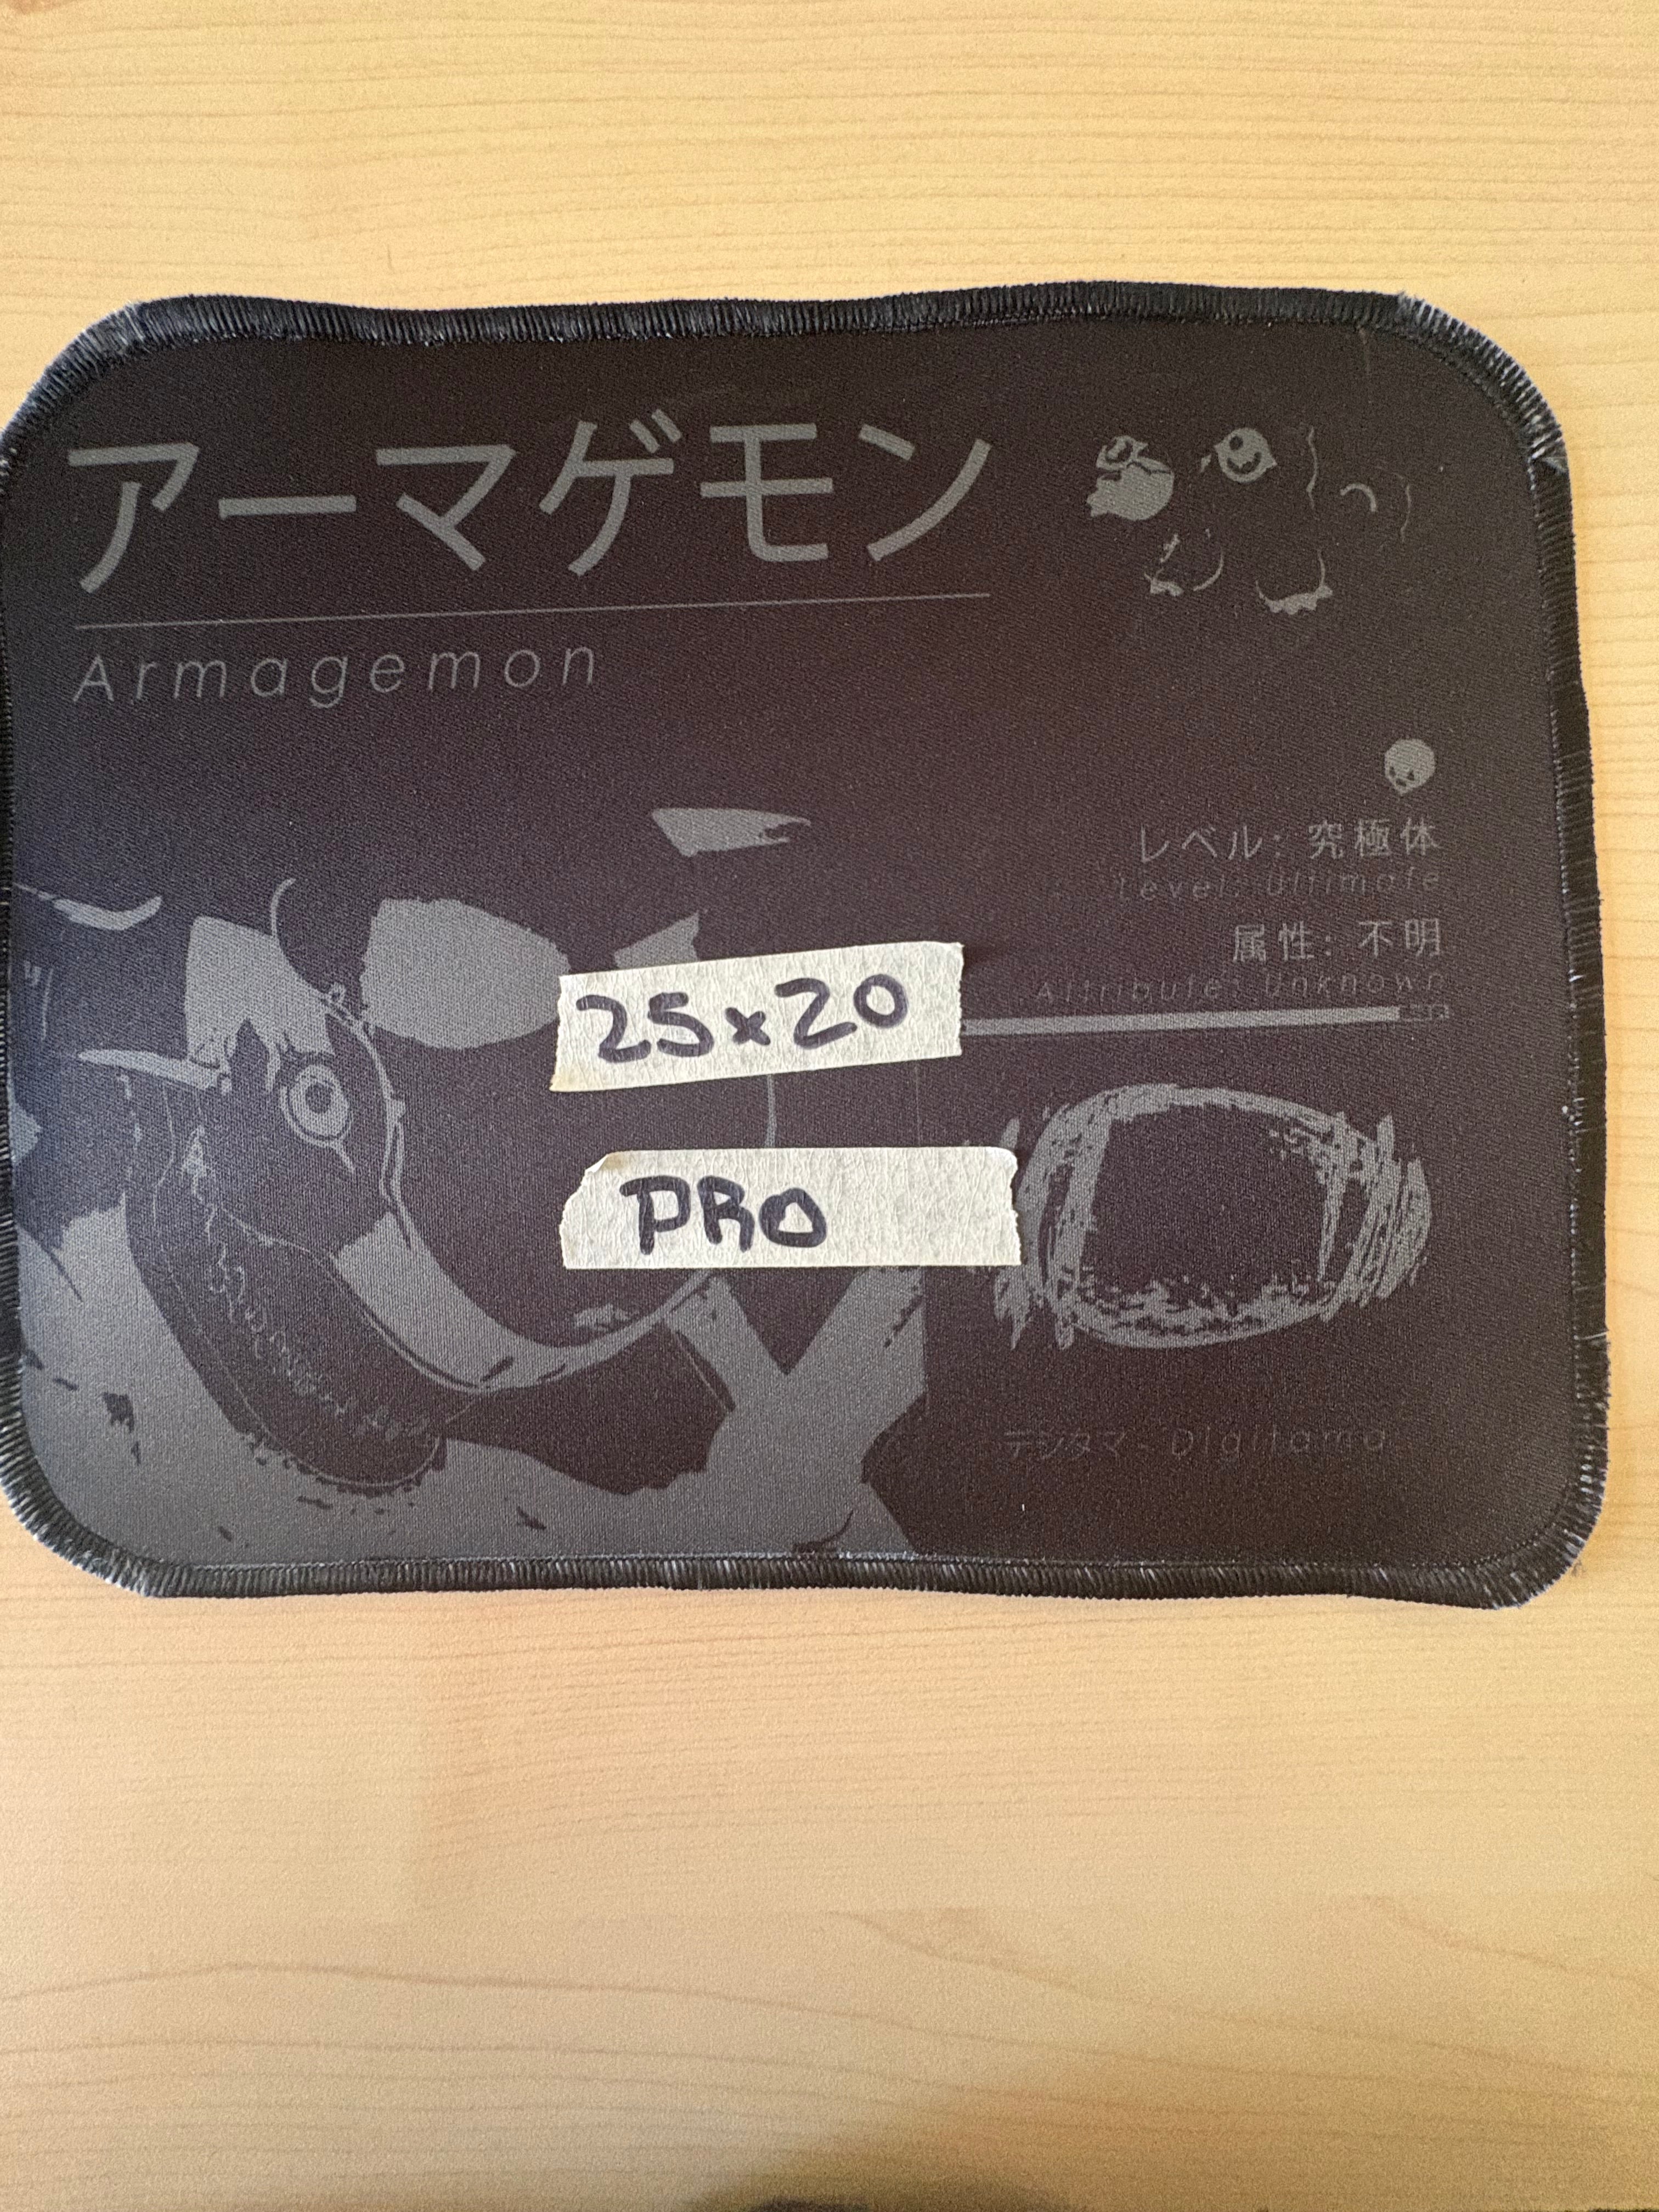 アーマゲモン
Armagemon
レベル: 究極体
Level: Ultimate
属性: 不明
Attribute: Unknown
25x20
PRO
デジタマ - Digitama